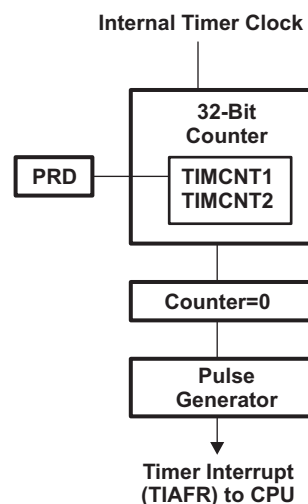 Internal Timer Clock
32-Bit
Counter
PRD
TIMCNT1
TIMCNT2
Counter=0
Pulse
Generator
Timer Interrupt
(TIAFR) to CPU